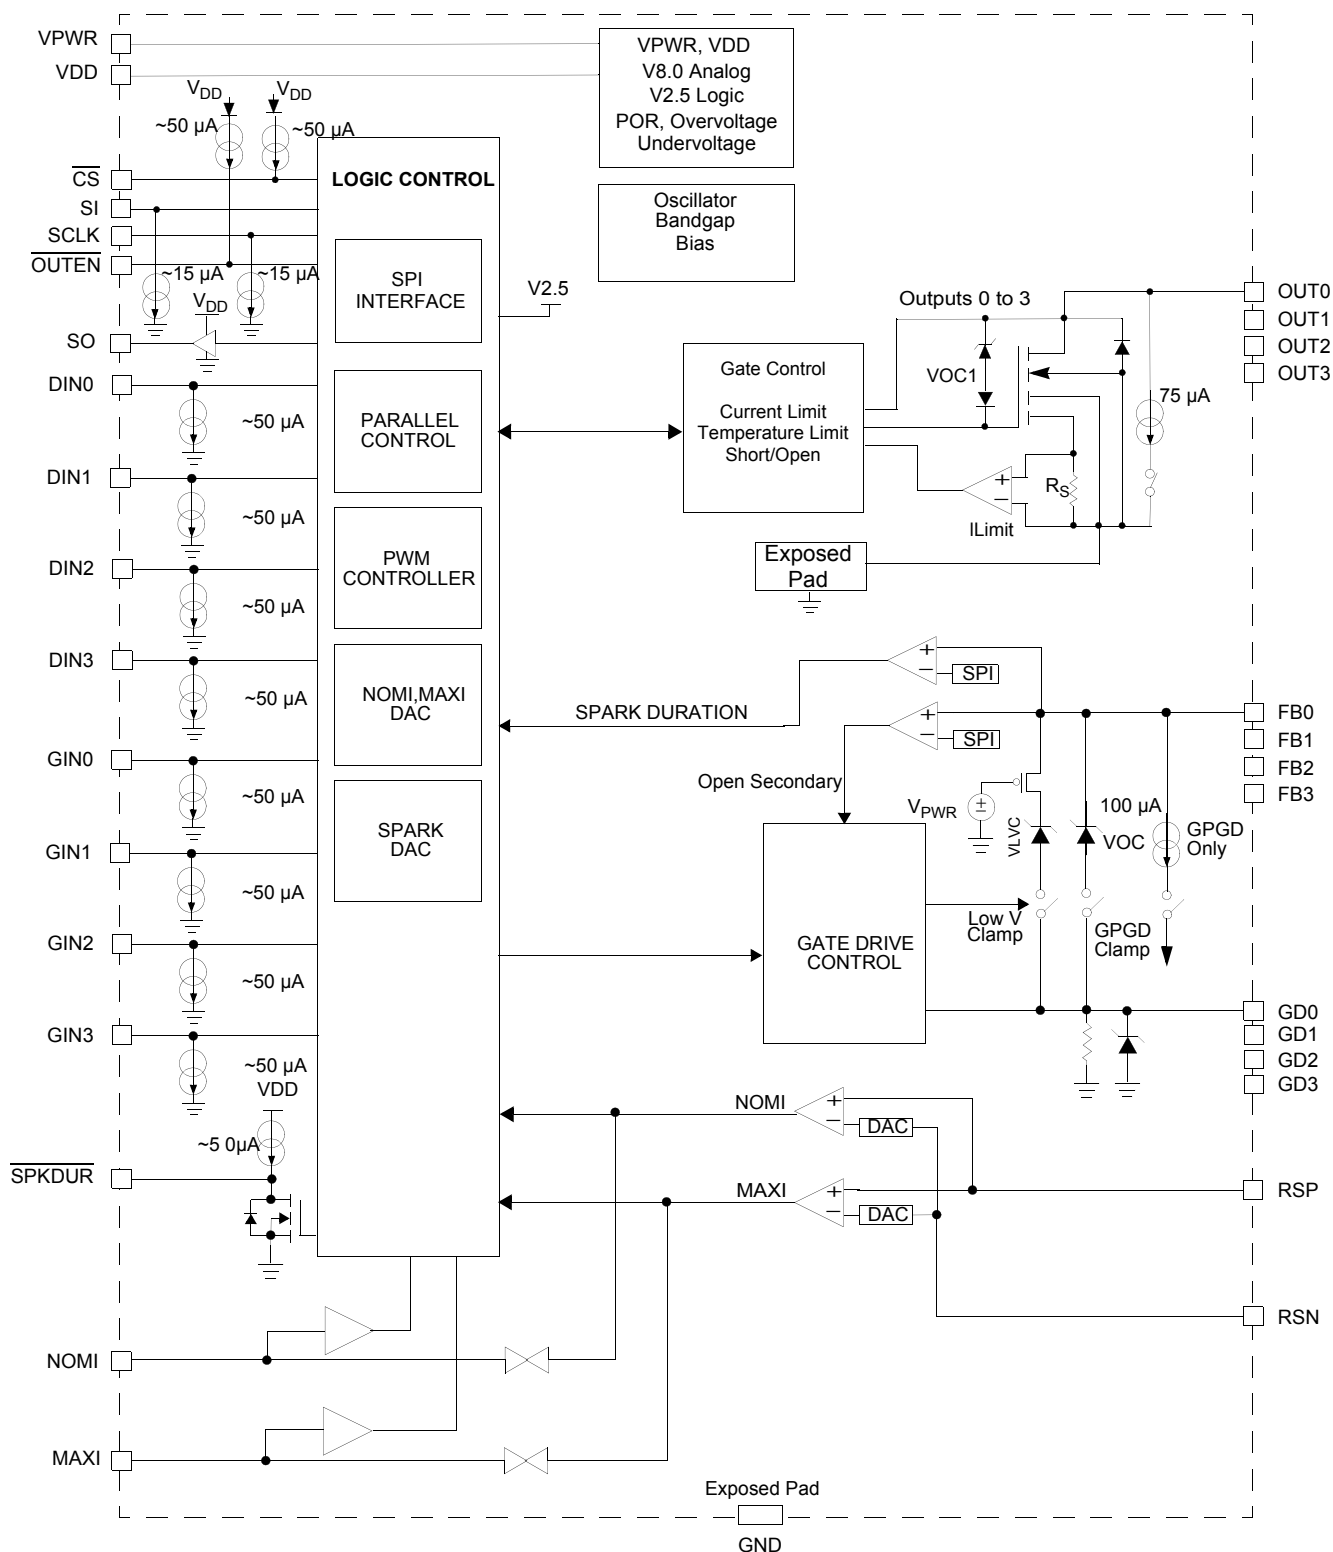 VPWR
VDD
VPWR, VDD
V8.0 Analog
V2.5 Logic
POR, Overvoltage
Undervoltage
VDD
VDD
~50 µA
~50 µA
CS
SI
SCLK
OUTEN
~15 µA
~15 µA
VDD
SO
LOGIC CONTROL
SPI
INTERFACE
V2.5
Oscillator
Bandgap
Bias
Outputs 0 to 3
OUT0
OUT1
OUT2
OUT3
Gate Control
Current Limit
Temperature Limit
Short/Open
VOC1
75 µA
RS
+
−
ILimit
Exposed
Pad
DIN0
~50 µA
PARALLEL
CONTROL
DIN1
~50 µA
PWM
CONTROLLER
DIN2
~50 µA
DIN3
~50 µA
NOMI,MAXI
DAC
SPARK DURATION
+
−
SPI
+
−
SPI
FB0
FB1
FB2
FB3
GIN0
~50 µA
SPARK
DAC
Open Secondary
VPWR
±
VLVC
100 µA
VOC
GPGD
Only
GIN1
~50 µA
GIN2
~50 µA
GATE DRIVE
CONTROL
Low V
Clamp
GPGD
Clamp
GD0
GD1
GD2
GD3
GIN3
~50 µA
VDD
~5 0µA
SPKDUR
NOMI
+
−
DAC
MAXI
+
−
DAC
RSP
RSN
NOMI
MAXI
Exposed Pad
GND